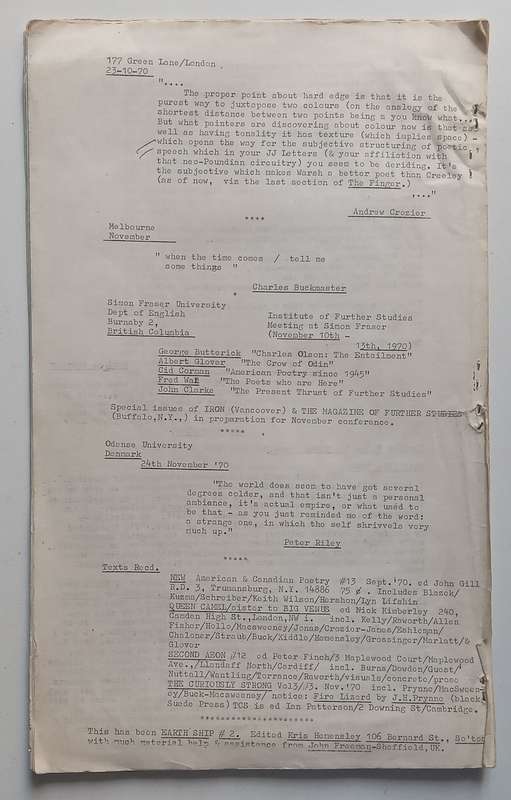 177 Green Lane/London
23-10-70
"....
The proper point about hard edge is that it is the
purest way to juxtopose two colours (on the analogy of the
shortest distance between two points being a you know what...
But what painters are discovering about colour now is that as
well as having tonality it has texture (which implies space) -
which opens the way for the subjective structuring of poetic
speech which in your JJ Letters (& your affiliation with
that neo-Poundian circuitry) you seem to be deriding. It's
the subjective which makes Warsh a better poet than Creeley
(as of now, vim the last section of The Finger.)
...."
Andrew Crozier
****
Melbourne
November
" when the time comes / tell me
some things "
Charles Buckmaster
*
Simon Fraser University
Dept of English
Burnaby 2,
British Columbia
Institute of Further Studies
Meeting at Simon Fraser
(November 10th -
13th, 1970)
George Butterick "Charles Olson: The Entailment"
Albert Glover "The Crow of Odin"
Cid Corman "American Poetry since 1945"
Fred Wah "The Poets who are Here"
John Clarke "The Present Thrust of Further Studies"
Special issues of IRON (Vancouver) & THE MAGAZINE OF FURTHER STUDIES
(Buffalo,N.Y.,) in preparation for November conference.
*****
Odense University
Denmark
24th November '70
"The world does seem to have got several
degrees colder, and that isn't just a personal
ambience, it's actual empire, or what used to
be that - as you just reminded me of the word:
a strange one, in which the self shrivvels very
much up."
Peter Riley
*****
Texts Recd.
NEW American & Canadian Poetry #13 Sept.'70. ed John Gill
R.D. 3, Trumansburg, N.Y. 14886 75 ¢ . Includes Blazek/
Kuzma/Schreiber/Keith Wilson/Hershon/Lyn Lifshin
QUEEN CAMEL/sister to BIG VENUE ed Nick Kimberley 240,
Camden High St.,London,NW i. incl. Kelly/Raworth/Allen
Fisher/Hollo/Macsweeney/Jonas/Crozier-Jones/Eshleman/
Chaloner/Straub/Buck/Kiddle/Hemensley/Grossinger/Marlatt/&
Glover
SECOND AEON #12 ed Peter Finch/3 Maplewood Court/Maplewood
Ave.,/Llandaff North/Cardiff/ incl. Burns/Dowden/Guest/
Nuttall/Wantling/Torrance/Raworth/visuals/concrete/prose
THE CURIOUSLY STRONG Vol3/#3. Nov.'70 incl. Prynne/MacSween-
ey/Buck-Macsweeney/ notice: Fire Lizard by J.H.Prynne (black
Suede Press) TCS is ed Ian Patterson/2 Downing St/Cambridge.
This has been EARTH SHIP # 2. Edited Kris Hemensley 106 Bernard St., So'ton
with much material help & assistance from John Freeman-Sheffield,UK.